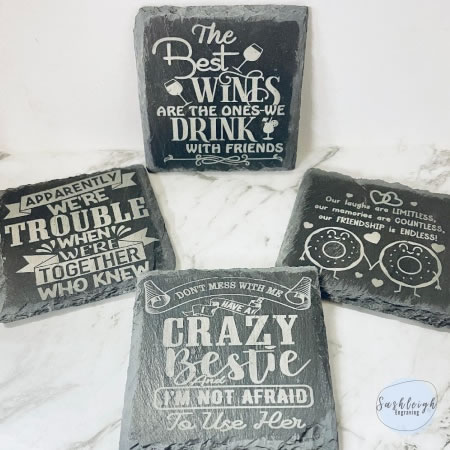 The
Best
WINES
ARE THE ONES WE
DRINK
WITH FRIENDS
APPARENTLY
WE'RE
TROUBLE
WHEN
WE'RE
TOGETHER
WHO KNEW
Our laughs are LIMITLESS,
our memories are COUNTLESS,
our FRIENDSHIP is ENDLESS!
DON'T MESS WITH ME
I HAVE A
CRAZY
Bestie
And
I'M NOT AFRAID
To Use Her
Sashleigh
Engraving